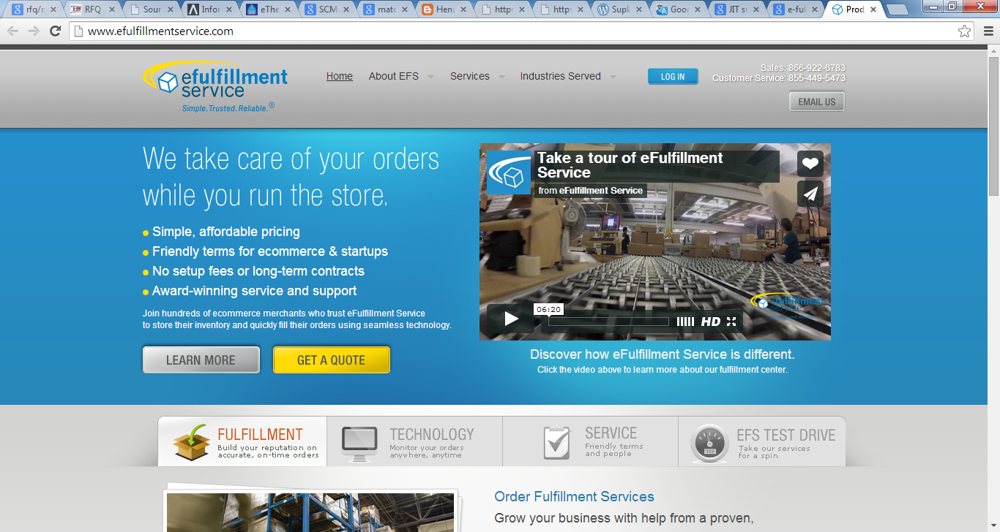 rfq/r
RFQ
Sour
Infor
eThe
SCM
mate
Hend
https
https
Supl
Goog
JIT su
e-ful
Prod
www.efulfillmentservice.com
efulfillment
service
Simple. Trusted. Reliable.®
Home
About EFS
Services
Industries Served
LOG IN
Sales: 866-922-6783
Customer Service: 855-449-5473
EMAIL US
We take care of your orders
while you run the store.
Simple, affordable pricing
Friendly terms for ecommerce & startups
No setup fees or long-term contracts
Award-winning service and support
Join hundreds of ecommerce merchants who trust eFulfillment Service
to store their inventory and quickly fill their orders using seamless technology.
LEARN MORE
GET A QUOTE
Take a tour of eFulfillment
Service
from eFulfillment Service
efulfillment
service
06:20
HD
Discover how eFulfillment Service is different.
Click the video above to learn more about our fulfillment center.
FULFILLMENT
Build your reputation on
accurate, on-time orders
TECHNOLOGY
Monitor your orders
anywhere, anytime
SERVICE
Friendly terms
and people
EFS TEST DRIVE
Take our services
for a spin
Order Fulfillment Services
Grow your business with help from a proven,